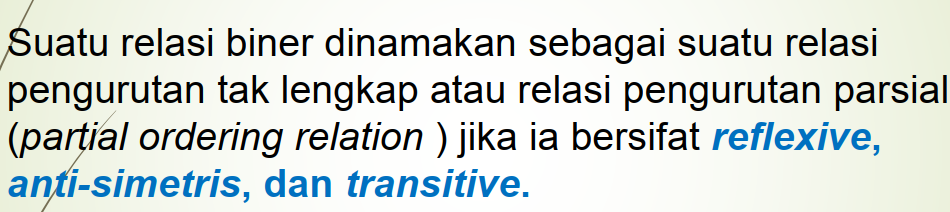 Suatu relasi biner dinamakan sebagai suatu relasi
pengurutan tak lengkap atau relasi pengurutan parsial
(partial ordering relation ) jika ia bersifat reflexive,
anti-simetris, dan transitive.